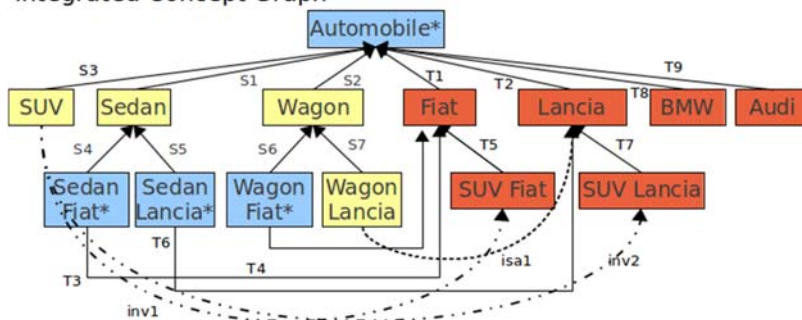 Integrated Concept Graph
Automobile*
S3
S1
S2
T1
T2
T8
T9
SUV
Sedan
Wagon
Fiat
Lancia
BMW
Audi
S4
S5
S6
S7
T5
T7
Sedan
Fiat*
Sedan
Lancia*
Wagon
Fiat*
Wagon
Lancia
SUV Fiat
SUV Lancia
T6
T3
T4
isa1
inv2
inv1